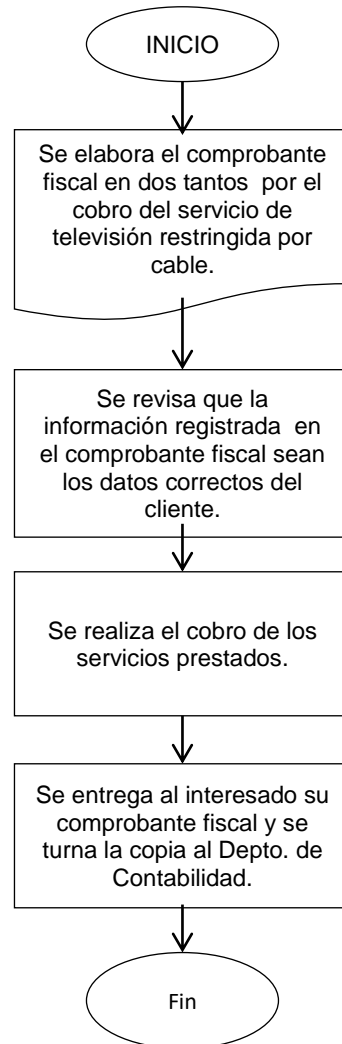 INICIO
Se elabora el comprobante
fiscal en dos tantos por el
cobro del servicio de
televisión restringida por
cable.
Se revisa que la
información registrada en
el comprobante fiscal sean
los datos correctos del
cliente.
Se realiza el cobro de los
servicios prestados.
Se entrega al interesado su
comprobante fiscal y se
turna la copia al Depto. de
Contabilidad.
Fin